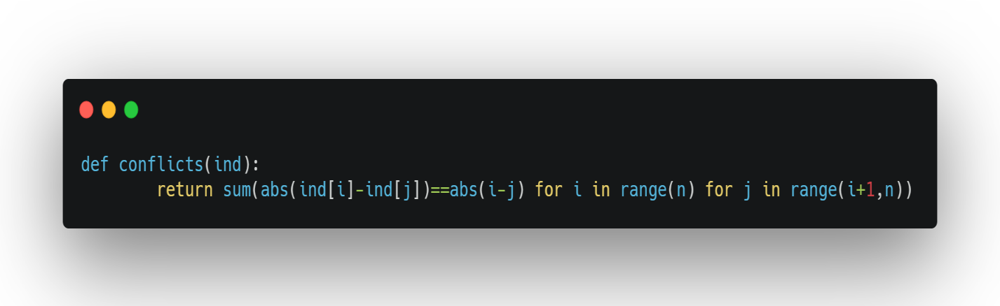 def conflicts(ind):
        return sum(abs(ind[i]-ind[j])==abs(i-j) for i in range(n) for j in range(i+1,n))